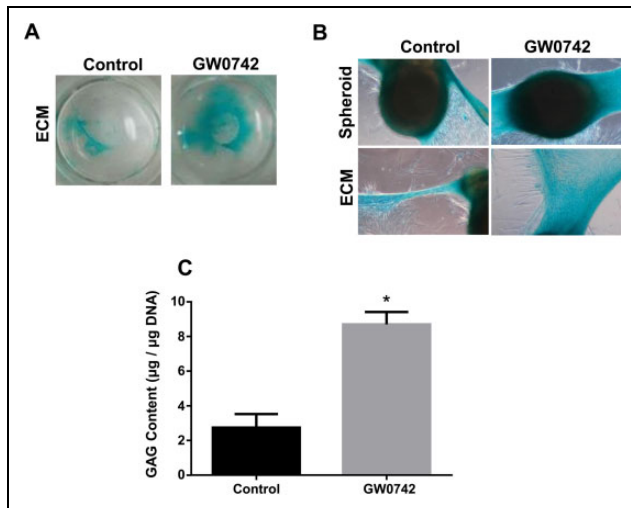 A
Control
GW0742
ECM
B
Control
GW0742
Spheroid
ECM
C
GAG Content (µg / µg DNA)
10
8
6
4
2
0
*
Control
GW0742